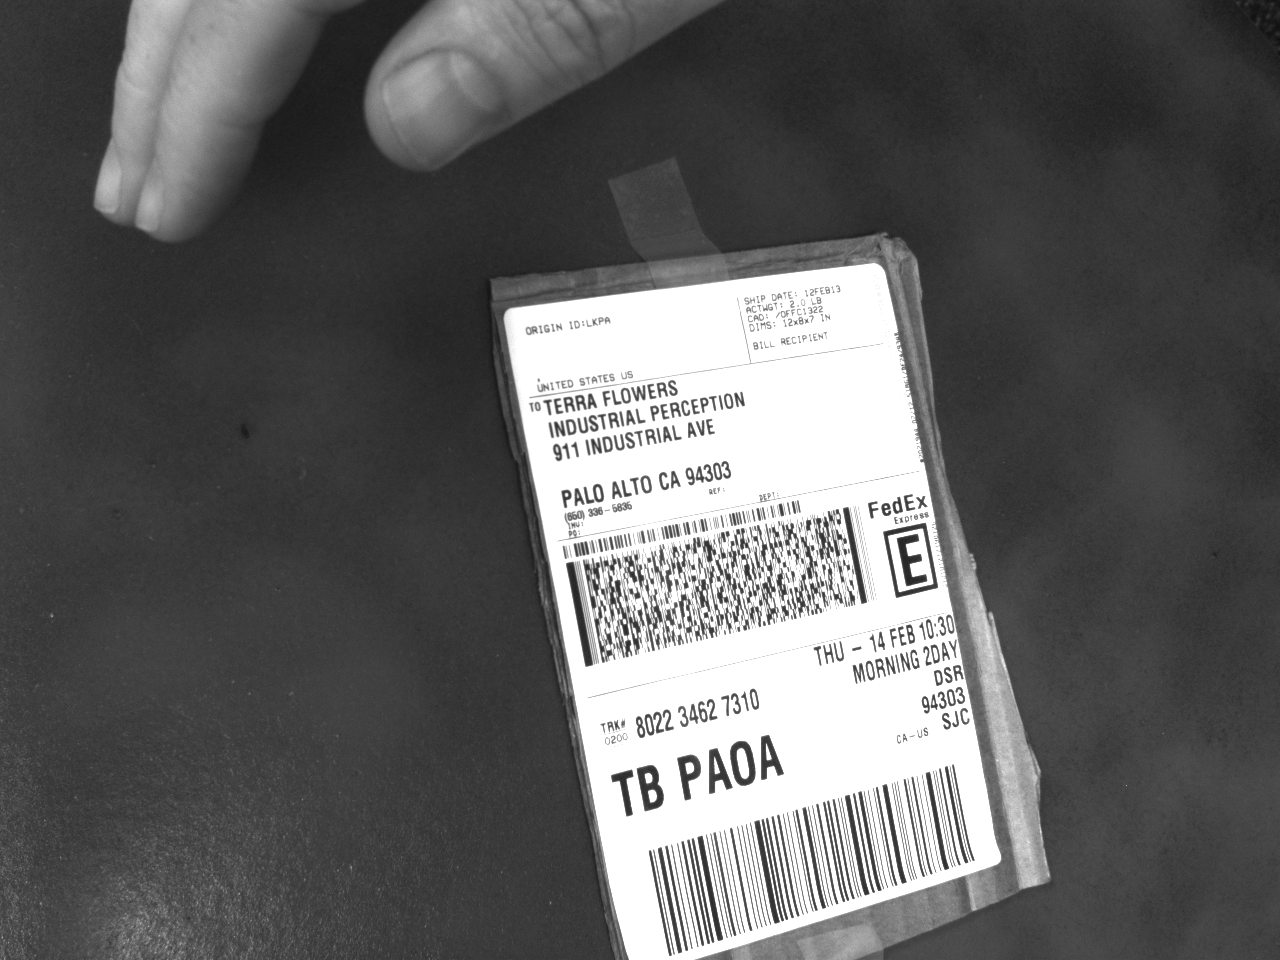 ORIGIN ID:LKPA
SHIP DATE: 12FEB13
ACTWGT: 2.0 LB
CAD: /OFFC1322
DIMS: 12x8x7 IN
BILL RECIPIENT
UNITED STATES US
TO TERRA FLOWERS
INDUSTRIAL PERCEPTION
911 INDUSTRIAL AVE
PALO ALTO CA 94303
(650) 336-5835
REF:
DEPT:
INV:
PO:
FedEx
Express
E
THU - 14 FEB 10:30
MORNING 2DAY
DSR
94303
CA-US SJC
TRK# 8022 3462 7310
0200
TB PAOA